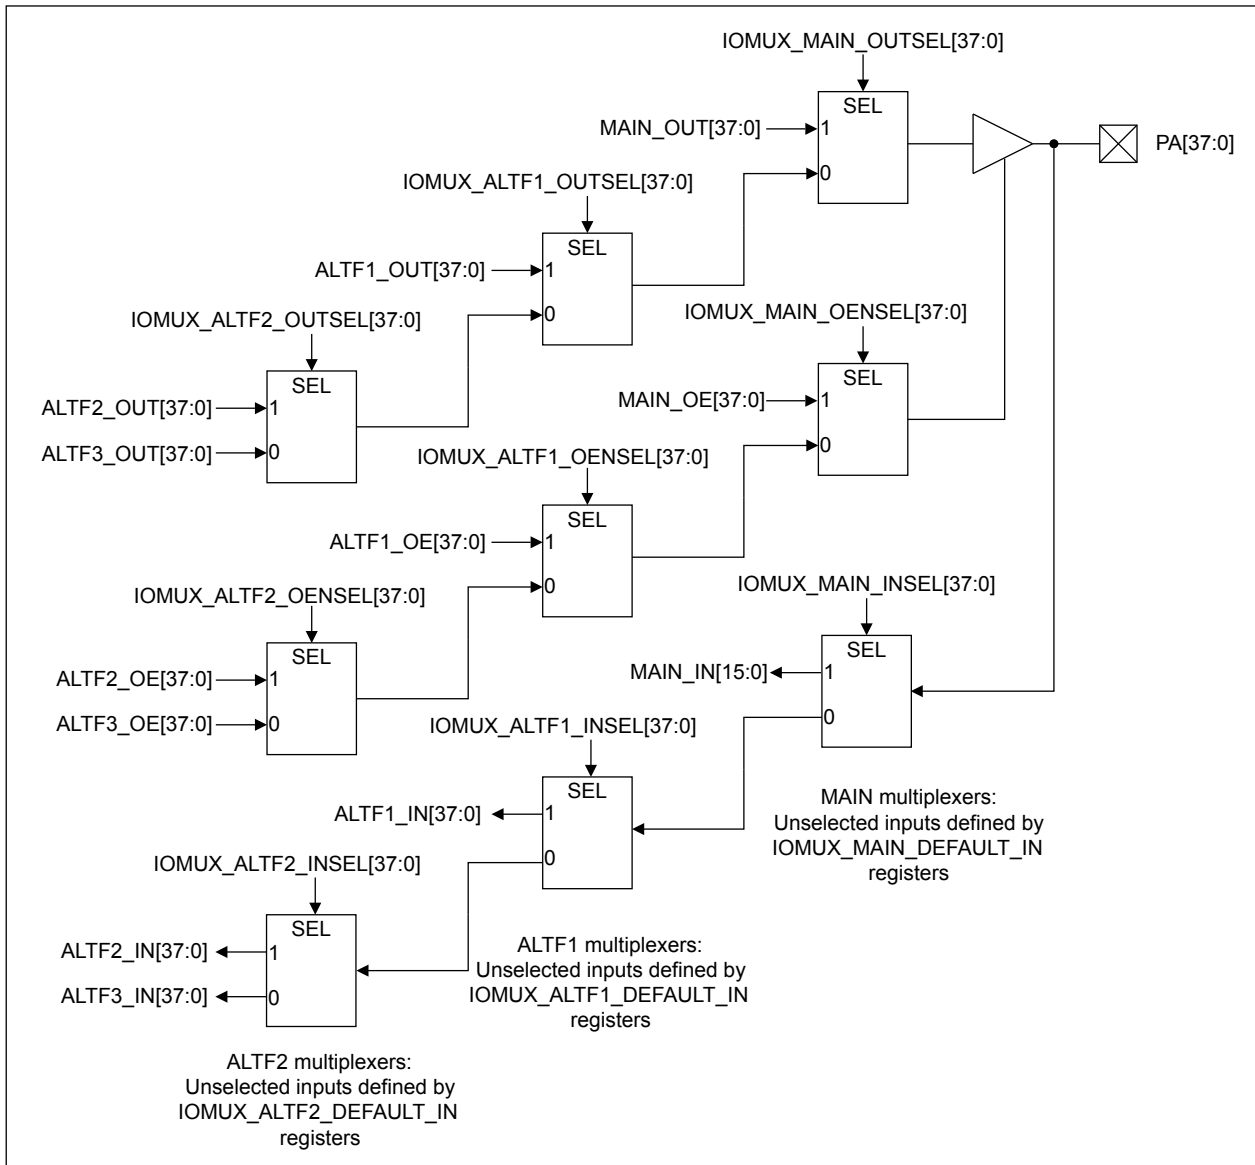 IOMUX_MAIN_OUTSEL[37:0]
SEL
MAIN_OUT[37:0]
1
0
PA[37:0]
IOMUX_ALTF1_OUTSEL[37:0]
SEL
ALTF1_OUT[37:0]
1
0
IOMUX_ALTF2_OUTSEL[37:0]
SEL
ALTF2_OUT[37:0]
1
ALTF3_OUT[37:0]
0
IOMUX_MAIN_OENSEL[37:0]
SEL
MAIN_OE[37:0]
1
0
IOMUX_ALTF1_OENSEL[37:0]
SEL
ALTF1_OE[37:0]
1
0
IOMUX_ALTF2_OENSEL[37:0]
SEL
ALTF2_OE[37:0]
1
ALTF3_OE[37:0]
0
IOMUX_MAIN_INSEL[37:0]
SEL
MAIN_IN[15:0]
1
0
MAIN multiplexers:
Unselected inputs defined by
IOMUX_MAIN_DEFAULT_IN
registers
IOMUX_ALTF1_INSEL[37:0]
SEL
ALTF1_IN[37:0]
1
0
ALTF1 multiplexers:
Unselected inputs defined by
IOMUX_ALTF1_DEFAULT_IN
registers
IOMUX_ALTF2_INSEL[37:0]
SEL
ALTF2_IN[37:0]
1
ALTF3_IN[37:0]
0
ALTF2 multiplexers:
Unselected inputs defined by
IOMUX_ALTF2_DEFAULT_IN
registers